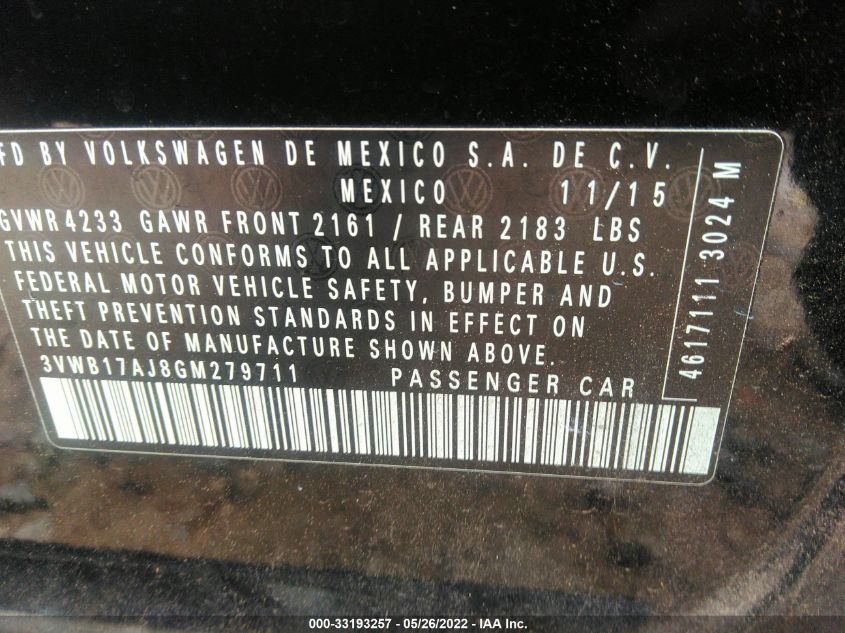 FD BY VOLKSWAGEN DE MEXICO S.A. DE C.V.
MEXICO 11/15
GVWR 4233 GAWR FRONT 2161 / REAR 2183 LBS
THIS VEHICLE CONFORMS TO ALL APPLICABLE U.S.
FEDERAL MOTOR VEHICLE SAFETY, BUMPER AND
THEFT PREVENTION STANDARDS IN EFFECT ON
THE DATE OF MANUFACTURE SHOWN ABOVE.
3VWB17AJ8GM279711 PASSENGER CAR
4617111 3024 M
000-33193257 - 05/26/2022 - IAA Inc.